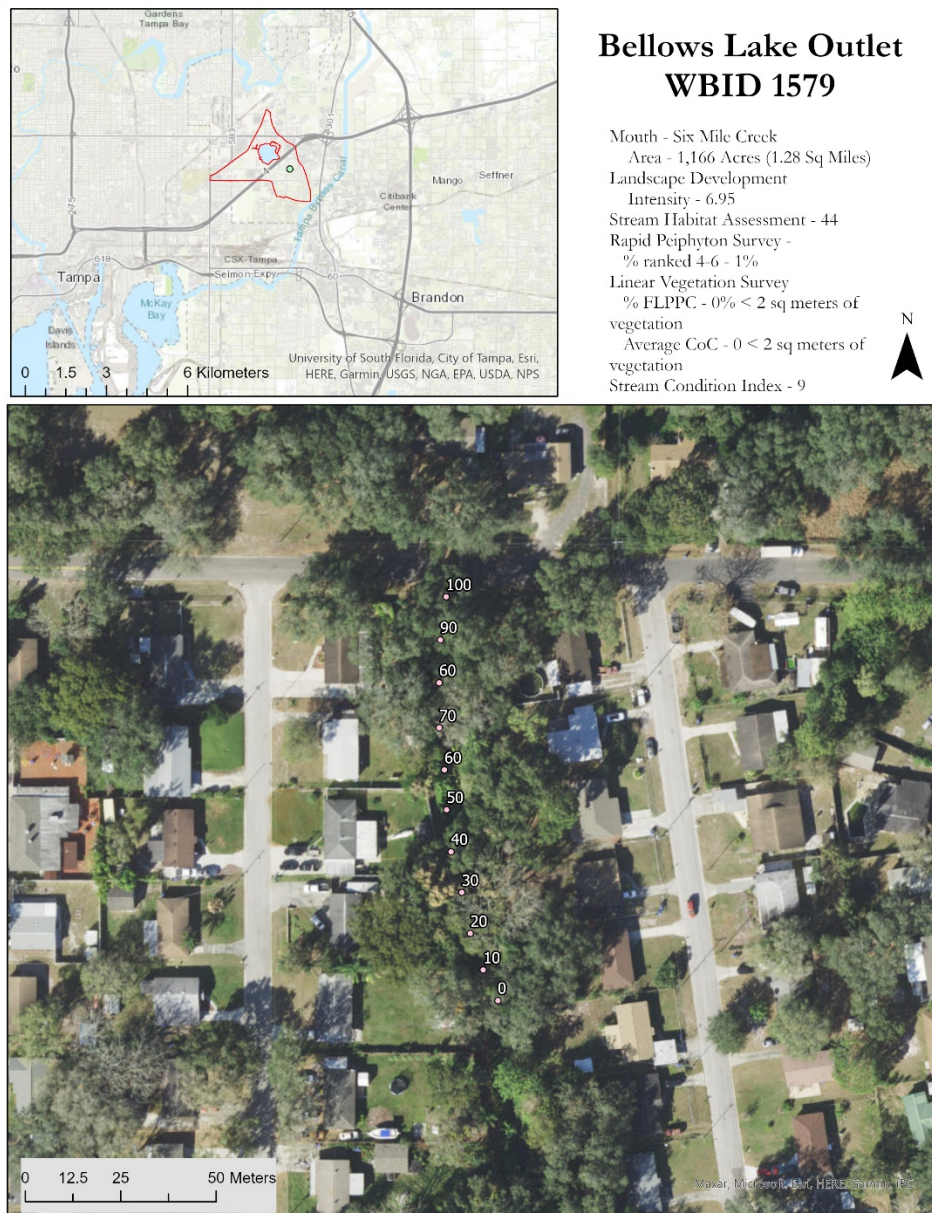 Bellows Lake Outlet
WBID 1579
Mouth - Six Mile Creek
Area - 1,166 Acres (1.28 Sq Miles)
Landscape Development
Intensity - 6.95
Stream Habitat Assessment - 44
Rapid Peiphyton Survey -
% ranked 4-6 - 1%
Linear Vegetation Survey
% FLPPC - 0% < 2 sq meters of
vegetation
Average CoC - 0 < 2 sq meters of
vegetation
Stream Condition Index - 9
N
Gardens
Tampa Bay
583
301
4
275
Tampa Bypass Canal
Mango
Seffner
Citibank
Center
CSX-Tampa
618
Selmon-Expy
60
Tampa
McKay
Bay
Brandon
Davis
Islands
University of South Florida, City of Tampa, Esri,
HERE, Garmin, USGS, NGA, EPA, USDA, NPS
0 1.5 3 6 Kilometers
100
90
60
70
60
50
40
30
20
10
0
0 12.5 25 50 Meters
Maxar, Microsoft, Esri, HERE, Garmin, iPC